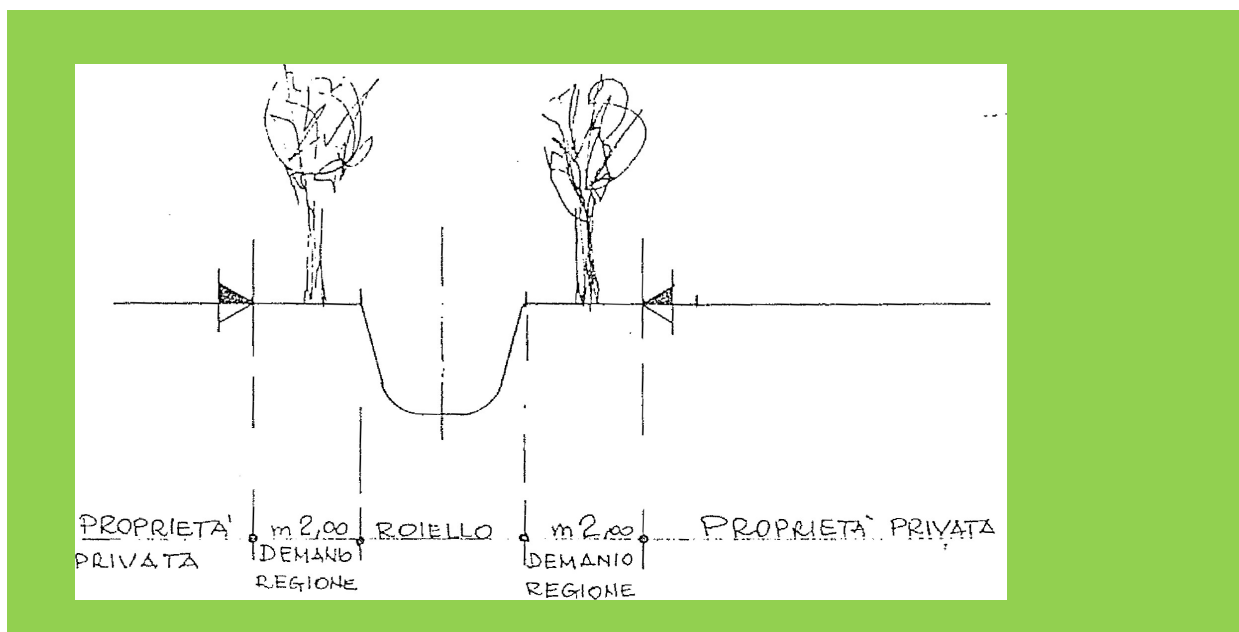 PROPRIETA' m 2,00 ROIELLO m 2,00 PROPRIETA' PRIVATA
PRIVATA DEMANIO DEMANIO
REGIONE REGIONE